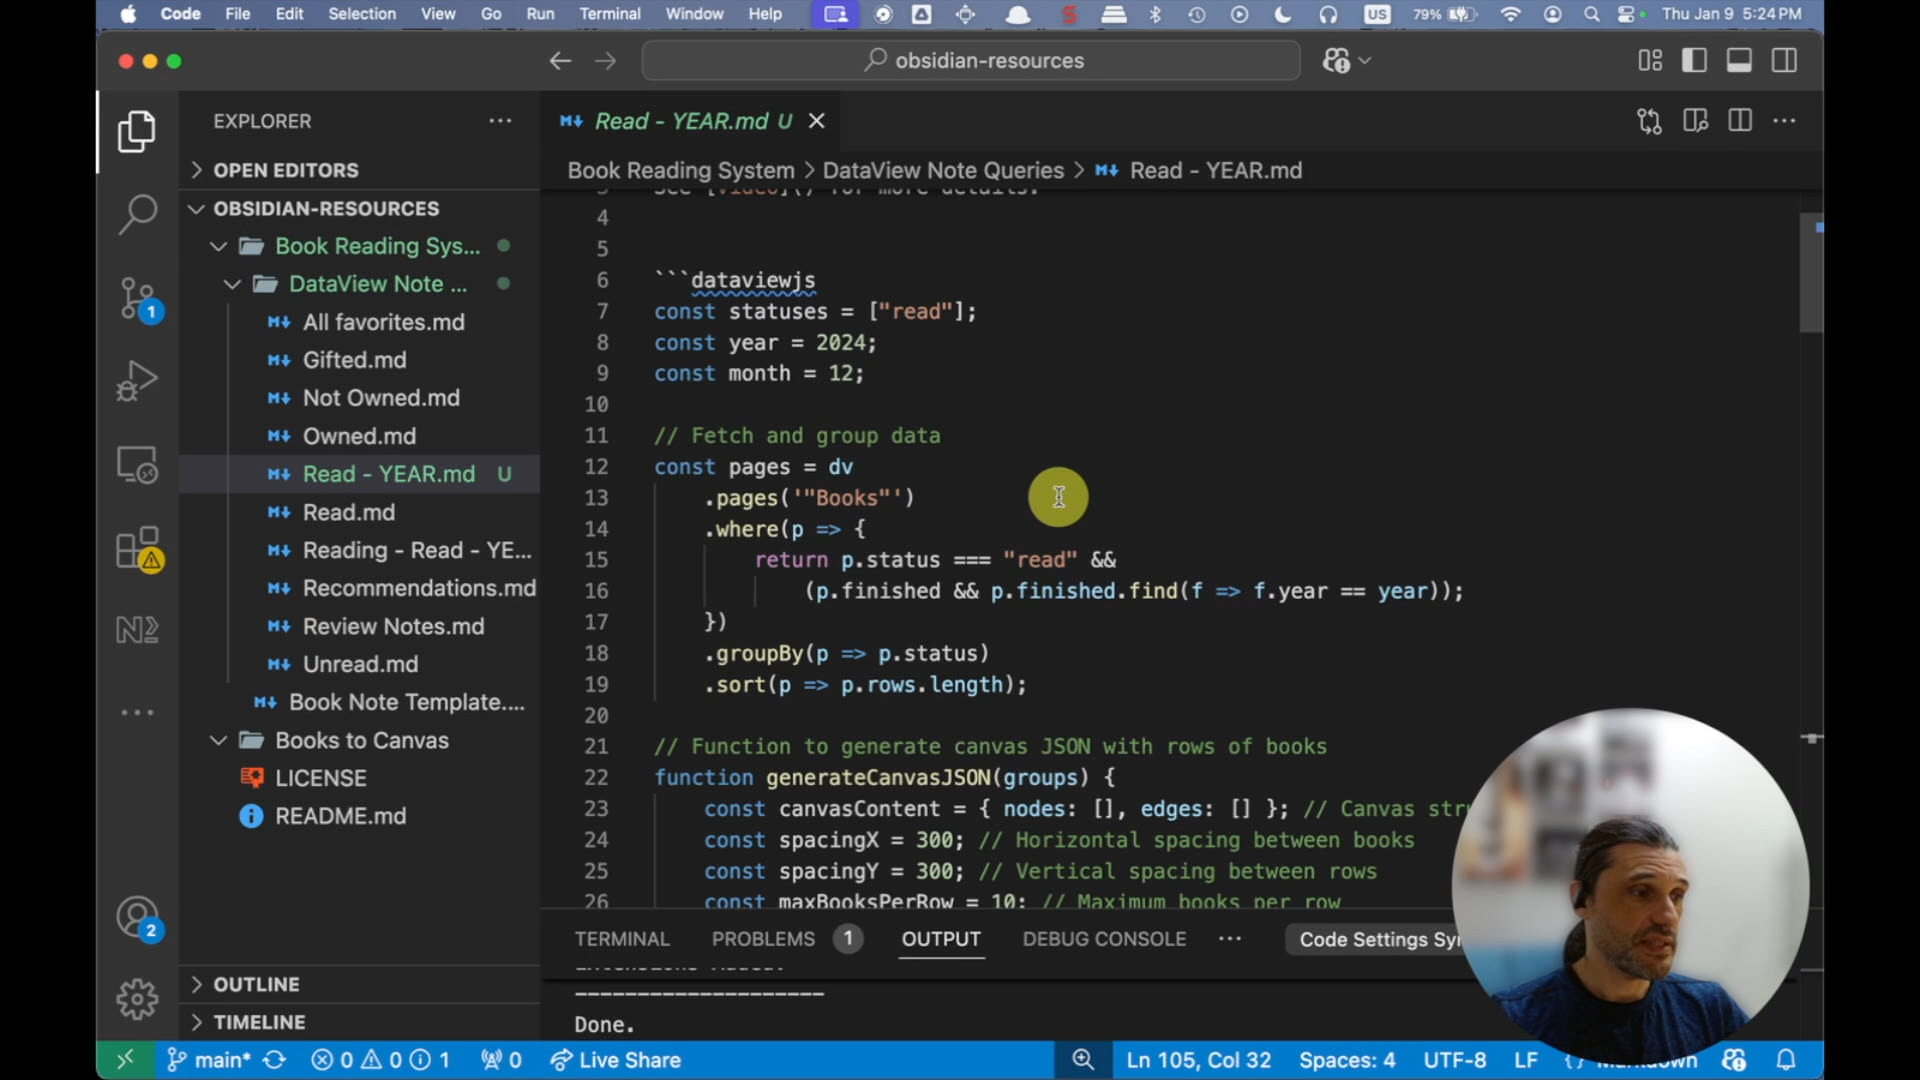 Code File Edit Selection View Go Run Terminal Window Help US 79% Thu Jan 9 5:24 PM
obsidian-resources
EXPLORER
Read - YEAR.md U
OPEN EDITORS
Book Reading System > DataView Note Queries > Read - YEAR.md
OBSIDIAN-RESOURCES
Book Reading Sys...
DataView Note ...
All favorites.md
Gifted.md
Not Owned.md
Owned.md
Read - YEAR.md U
Read.md
Reading - Read - YE...
Recommendations.md
Review Notes.md
Unread.md
Book Note Template....
Books to Canvas
LICENSE
README.md
OUTLINE
TIMELINE
See [video]() for more details.
4
5
6 ```dataviewjs
7 const statuses = ["read"];
8 const year = 2024;
9 const month = 12;
10
11 // Fetch and group data
12 const pages = dv
13 .pages('"Books"')
14 .where(p => {
15 return p.status === "read" &&
16 (p.finished && p.finished.find(f => f.year == year));
17 })
18 .groupBy(p => p.status)
19 .sort(p => p.rows.length);
20
21 // Function to generate canvas JSON with rows of books
22 function generateCanvasJSON(groups) {
23 const canvasContent = { nodes: [], edges: [] }; // Canvas str
24 const spacingX = 300; // Horizontal spacing between books
25 const spacingY = 300; // Vertical spacing between rows
26 const maxBooksPerRow = 10; // Maximum books per row
TERMINAL PROBLEMS 1 OUTPUT DEBUG CONSOLE Code Settings Syn
--------------------
Done.
1
2
main* 0 0 1 0 Live Share Ln 105, Col 32 Spaces: 4 UTF-8 LF {} Markdown